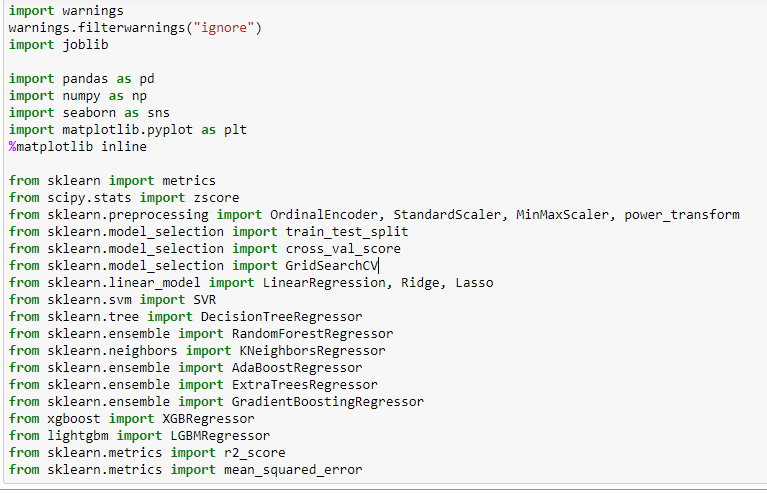 import warnings
warnings.filterwarnings("ignore")
import joblib
import pandas as pd
import numpy as np
import seaborn as sns
import matplotlib.pyplot as plt
%matplotlib inline
from sklearn import metrics
from scipy.stats import zscore
from sklearn.preprocessing import OrdinalEncoder, StandardScaler, MinMaxScaler, power_transform
from sklearn.model_selection import train_test_split
from sklearn.model_selection import cross_val_score
from sklearn.model_selection import GridSearchCV
from sklearn.linear_model import LinearRegression, Ridge, Lasso
from sklearn.svm import SVR
from sklearn.tree import DecisionTreeRegressor
from sklearn.ensemble import RandomForestRegressor
from sklearn.neighbors import KNeighborsRegressor
from sklearn.ensemble import AdaBoostRegressor
from sklearn.ensemble import ExtraTreesRegressor
from sklearn.ensemble import GradientBoostingRegressor
from xgboost import XGBRegressor
from lightgbm import LGBMRegressor
from sklearn.metrics import r2_score
from sklearn.metrics import mean_squared_error